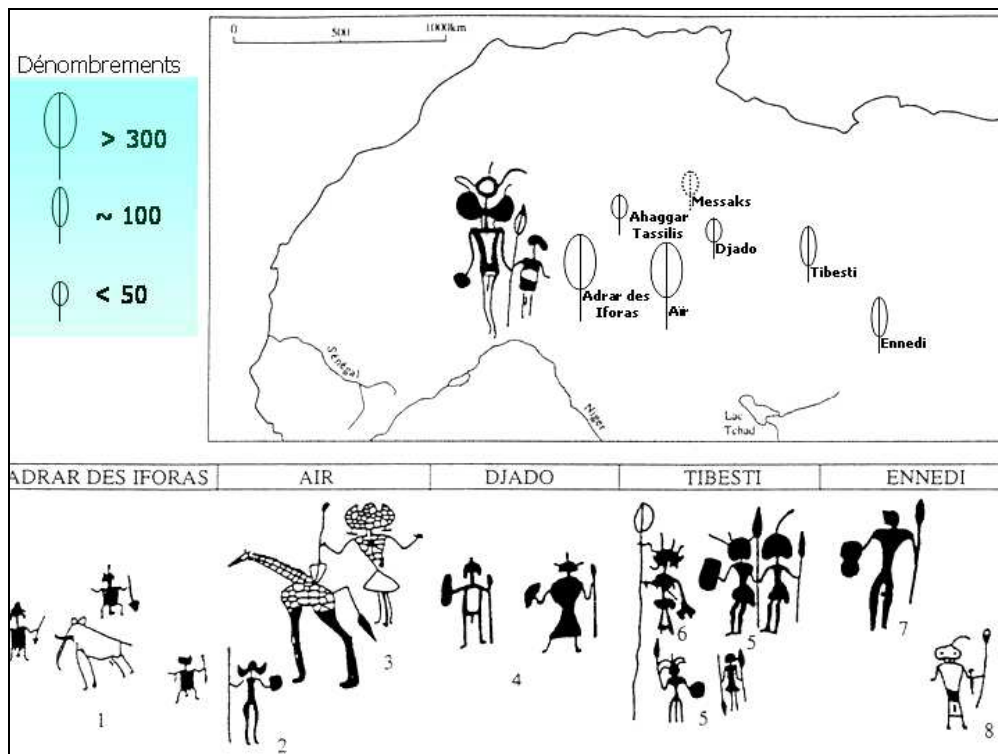 0 500 1000km
Dénombrements
> 300
~ 100
< 50
Messaks
Ahaggar
Tassilis
Djado
Tibesti
Adrar des
Iforas
Aïr
Ennedi
Sénégal
Niger
Lac
Tchad
ADRAR DES IFORAS AIR DJADO TIBESTI ENNEDI
1 2 3 4 6 5 5 7 8